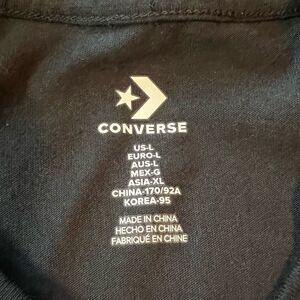 CONVERSE
US-L
EURO-L
AUS-L
MEX-G
ASIA-XL
CHINA-170/92A
KOREA-95
MADE IN CHINA
HECHO EN CHINA
FABRIQUÉ EN CHINE